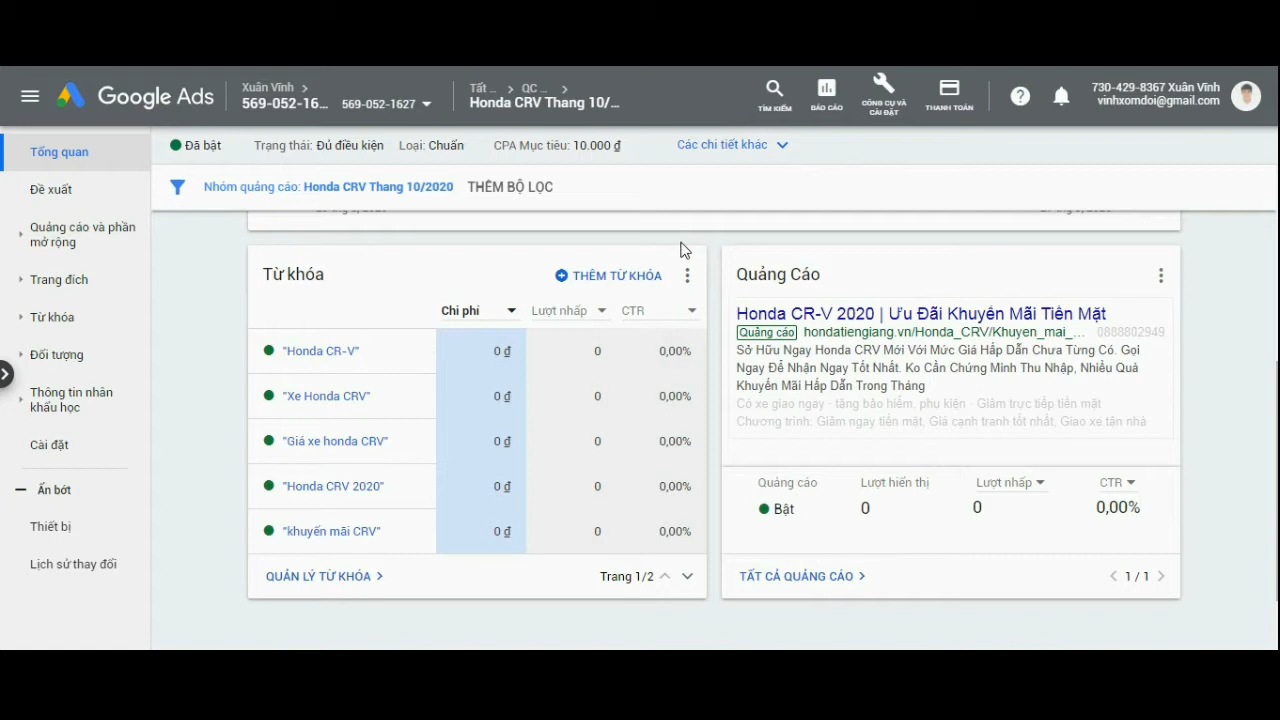 Google Ads
Xuân Vĩnh
569-052-16...
569-052-1627
Tất ...
QC ...
Honda CRV Thang 10/...
TÌM KIẾM
BÁO CÁO
CÔNG CỤ VÀ
CÀI ĐẶT
THANH TOÁN
730-429-8367 Xuân Vĩnh
vinhxomdoi@gmail.com
Tổng quan
Đề xuất
Quảng cáo và phần
mở rộng
Trang đích
Từ khóa
Đối tượng
Thông tin nhân
khẩu học
Cài đặt
Ẩn bớt
Thiết bị
Lịch sử thay đổi
Đã bật
Trạng thái: Đủ điều kiện
Loại: Chuẩn
CPA Mục tiêu: 10.000 ₫
Các chi tiết khác
Nhóm quảng cáo: Honda CRV Thang 10/2020
THÊM BỘ LỌC
Từ khóa
THÊM TỪ KHÓA
Chi phí
Lượt nhấp
CTR
"Honda CR-V" 0 ₫ 0 0,00%
"Xe Honda CRV" 0 ₫ 0 0,00%
"Giá xe honda CRV" 0 ₫ 0 0,00%
"Honda CRV 2020" 0 ₫ 0 0,00%
"khuyến mãi CRV" 0 ₫ 0 0,00%
QUẢN LÝ TỪ KHÓA
Trang 1/2
Quảng Cáo
Honda CR-V 2020 | Ưu Đãi Khuyến Mãi Tiền Mặt
Quảng cáo hondatiengiang.vn/Honda_CRV/Khuyen_mai_... 0888802949
Sở Hữu Ngay Honda CRV Mới Với Mức Giá Hấp Dẫn Chưa Từng Có. Gọi
Ngay Để Nhận Ngay Tốt Nhất. Ko Cần Chứng Minh Thu Nhập, Nhiều Quà
Khuyến Mãi Hấp Dẫn Trong Tháng
Có xe giao ngay · tặng bảo hiểm. phụ kiện · Giảm trực tiếp tiền mặt
Chương trình: Giảm ngay tiền mặt, Giá cạnh tranh tốt nhất, Giao xe tận nhà
Quảng cáo
Lượt hiển thị
Lượt nhấp
CTR
Bật 0 0 0,00%
TẤT CẢ QUẢNG CÁO
1 / 1